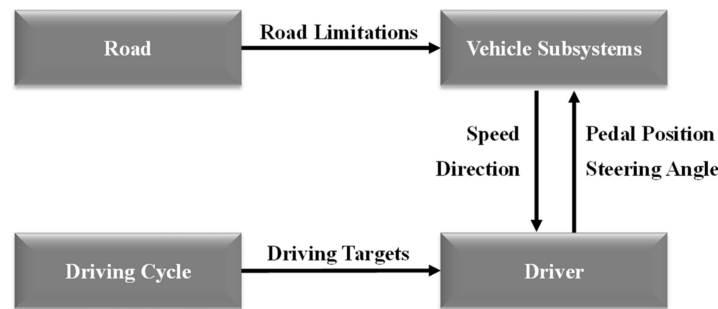 Road
Road Limitations
Vehicle Subsystems
Speed
Direction
Pedal Position
Steering Angle
Driving Cycle
Driving Targets
Driver